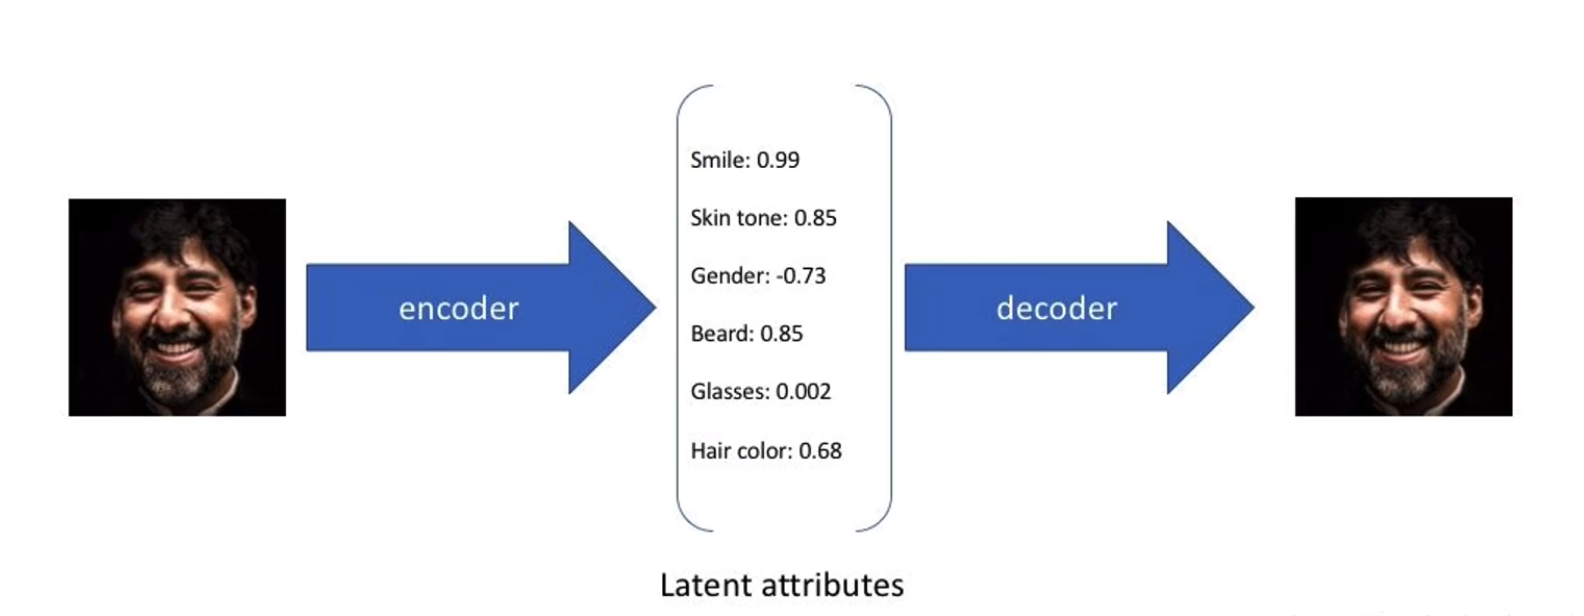 encoder
Smile: 0.99
Skin tone: 0.85
Gender: -0.73
Beard: 0.85
Glasses: 0.002
Hair color: 0.68
decoder
Latent attributes